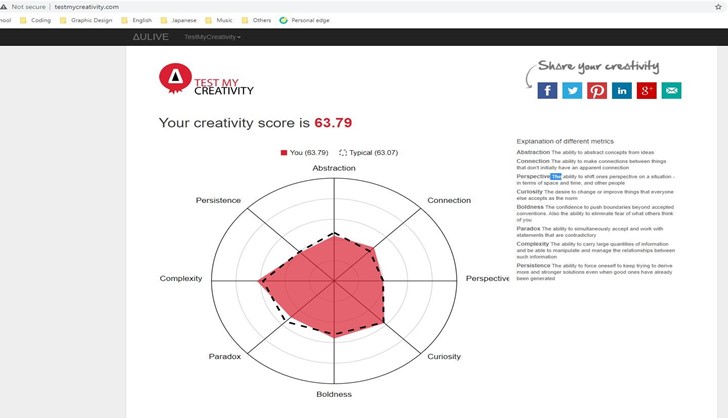 Not secure | testmycreativity.com
hool Coding Graphic Design English Japanese Music Others Personal edge
AULIVE TestMyCreativity
Share your creativity
TEST MY
CREATIVITY
Your creativity score is 63.79
You (63.79) Typical (63.07)
Abstraction
Connection
Perspective
Curiosity
Boldness
Paradox
Complexity
Persistence
Explanation of different metrics
Abstraction The ability to abstract concepts from ideas
Connection The ability to make connections between things
that don't initially have an apparent connection
Perspective The ability to shift ones perspective on a situation -
in terms of space and time, and other people
Curiosity The desire to change or improve things that everyone
else accepts as the norm
Boldness The confidence to push boundaries beyond accepted
conventions. Also the ability to eliminate fear of what others think
of you
Paradox The ability to simultaneously accept and work with
statements that are contradictory
Complexity The ability to carry large quantities of information
and be able to manipulate and manage the relationships between
such information
Persistence The ability to force oneself to keep trying to derive
more and stronger solutions even when good ones have already
been generated